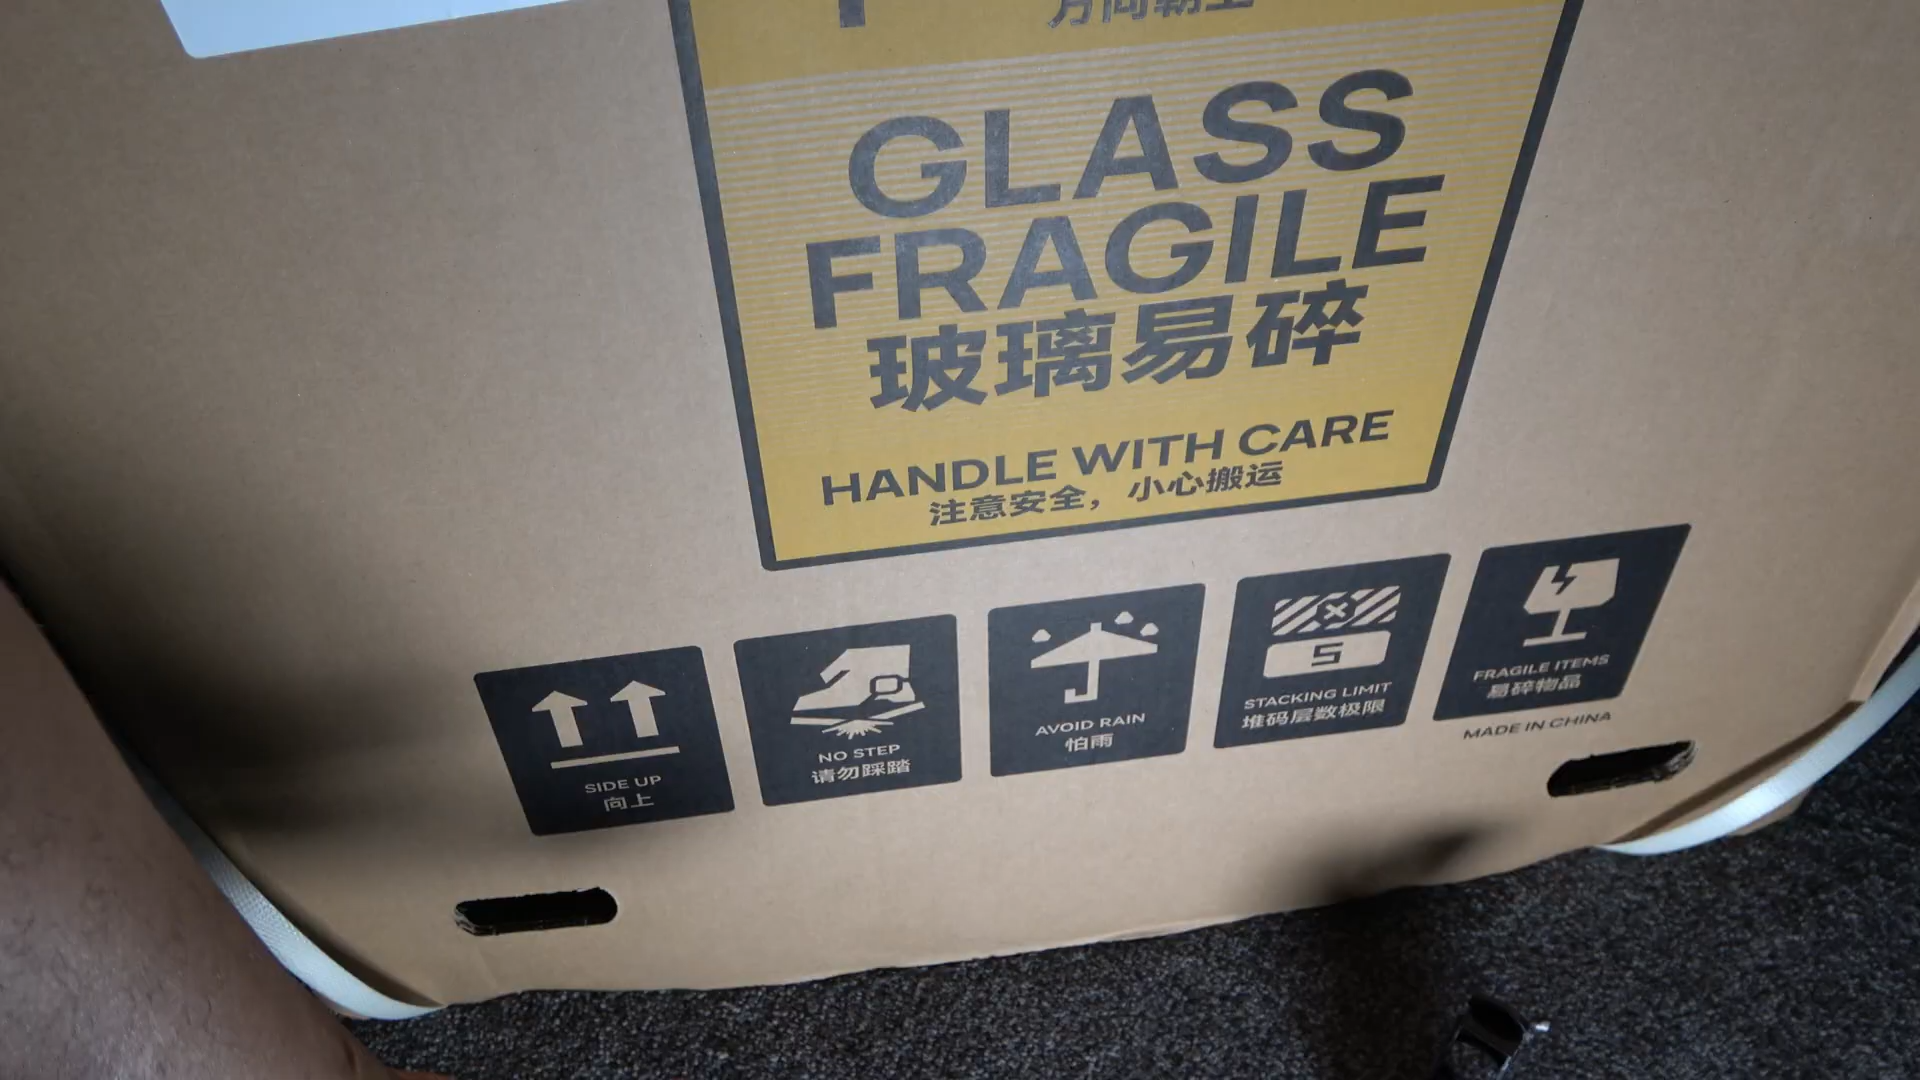 GLASS
FRAGILE
玻璃易碎
HANDLE WITH CARE
注意安全，小心搬运
SIDE UP
向上
NO STEP
请勿踩踏
AVOID RAIN
怕雨
5
STACKING LIMIT
堆码层数极限
FRAGILE ITEMS
易碎物品
MADE IN CHINA